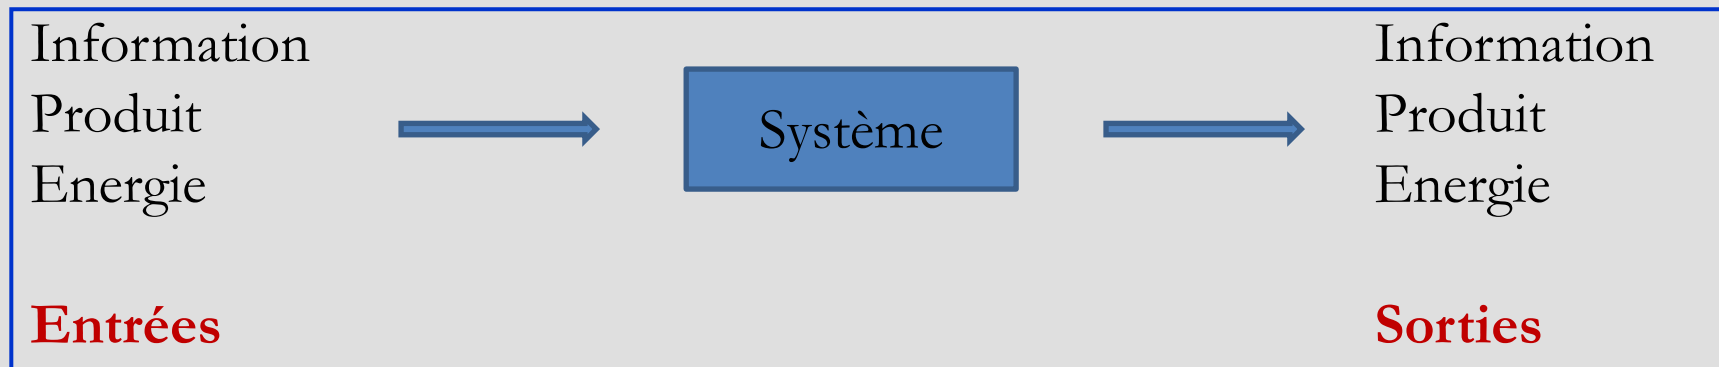 Information
Produit
Energie
Entrées
Système
Information
Produit
Energie
Sorties